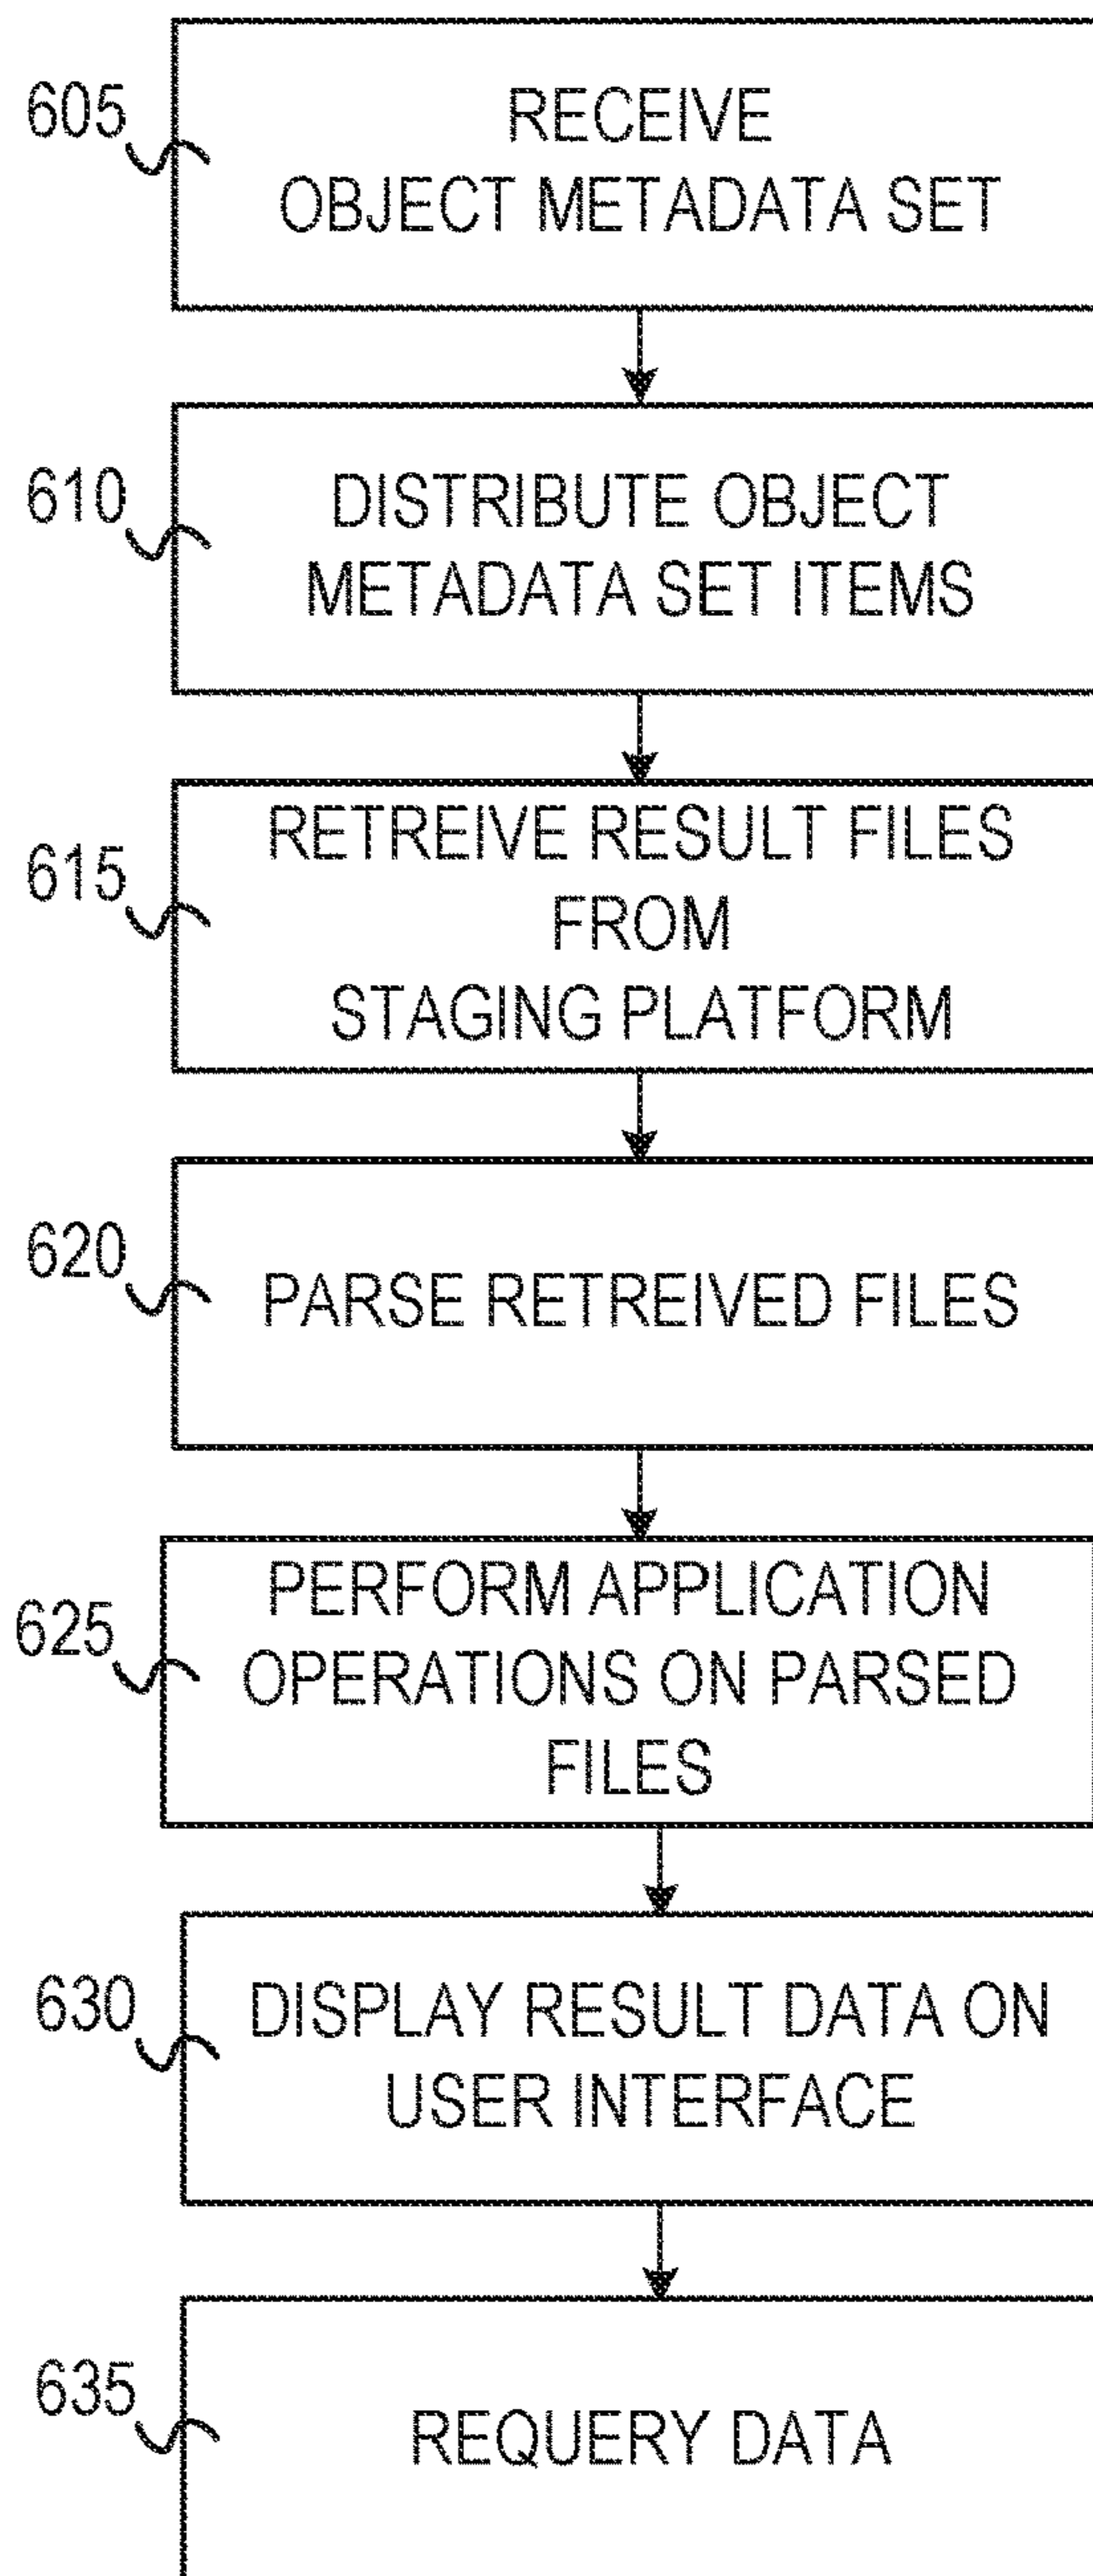 605
RECEIVE
OBJECT METADATA SET
610
DISTRIBUTE OBJECT
METADATA SET ITEMS
615
RETREIVE RESULT FILES
FROM
STAGING PLATFORM
620
PARSE RETREIVED FILES
625
PERFORM APPLICATION
OPERATIONS ON PARSED
FILES
630
DISPLAY RESULT DATA ON
USER INTERFACE
635
REQUERY DATA